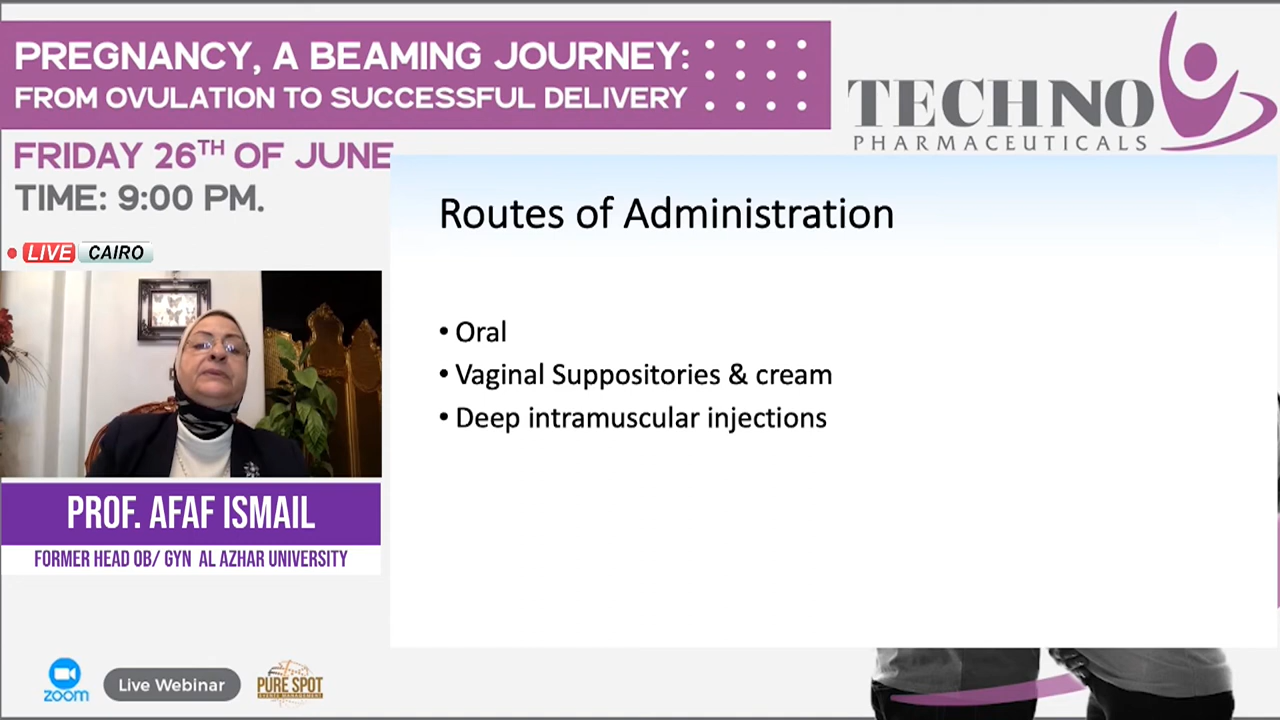 PREGNANCY, A BEAMING JOURNEY:
FROM OVULATION TO SUCCESSFUL DELIVERY
TECHNO
PHARMACEUTICALS
FRIDAY 26TH OF JUNE
TIME: 9:00 PM.
LIVE CAIRO
Routes of Administration
• Oral
• Vaginal Suppositories & cream
• Deep intramuscular injections
PROF. AFAF ISMAIL
FORMER HEAD OB/ GYN AL AZHAR UNIVERSITY
zoom
Live Webinar
PURE SPOT
EVENTS MANAGEMENT